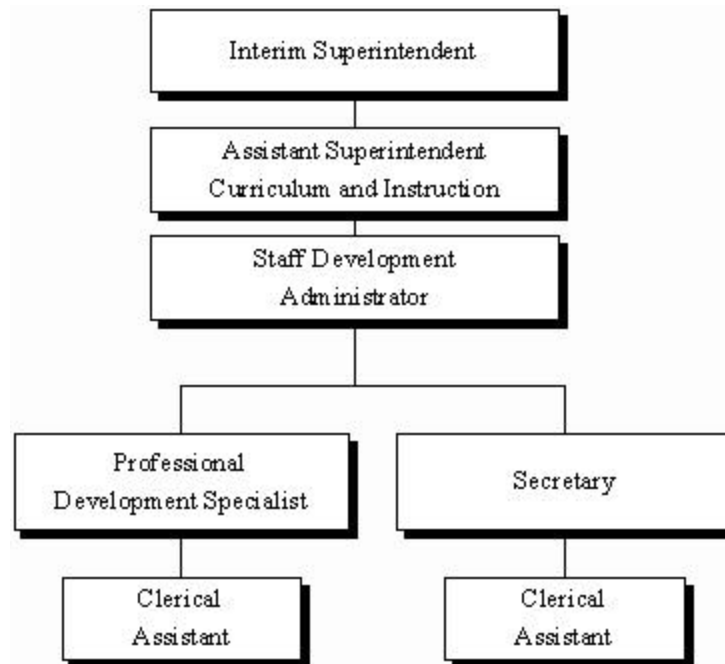 Interim Superintendent
Assistant Superintendent
Curriculum and Instruction
Staff Development
Administrator
Professional
Development Specialist
Secretary
Clerical
Assistant
Clerical
Assistant